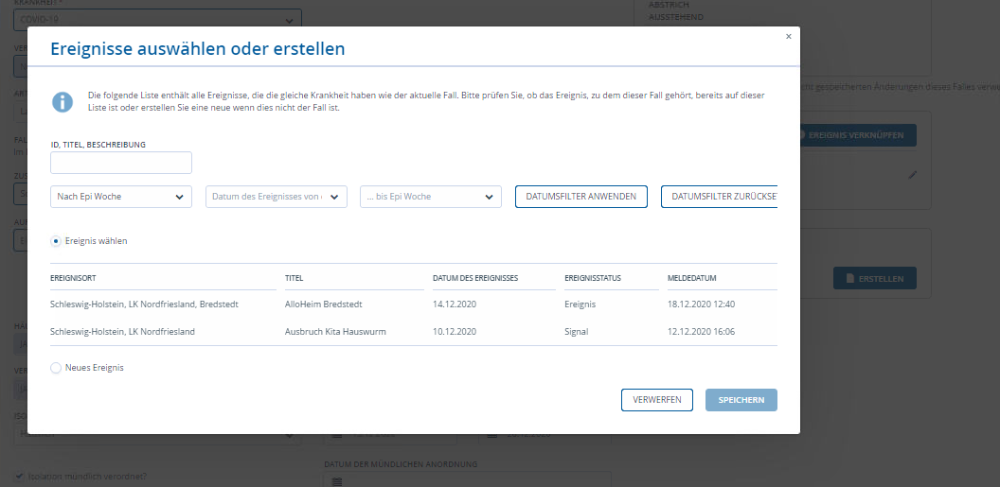 KRANKHEIT *
COVID-19
ABSTRICH
AUSSTEHEND
×
Ereignisse auswählen oder erstellen
Die folgende Liste enthält alle Ereignisse, die die gleiche Krankheit haben wie der aktuelle Fall. Bitte prüfen Sie, ob das Ereignis, zu dem dieser Fall gehört, bereits auf dieser
Liste ist oder erstellen Sie eine neue wenn dies nicht der Fall ist.
gespeicherten Änderungen dieses Falles verwe
ID, TITEL, BESCHREIBUNG
EREIGNIS VERKNÜPFEN
Nach Epi Woche
Datum des Ereignisses von
... bis Epi Woche
DATUMSFILTER ANWENDEN
DATUMSFILTER ZURÜCKSE
Ereignis wählen
EREIGNISORT TITEL DATUM DES EREIGNISSES EREIGNISSTATUS MELDEDATUM
ERSTELLEN
Schleswig-Holstein, LK Nordfriesland, Bredstedt AlloHeim Bredstedt 14.12.2020 Ereignis 18.12.2020 12:40
Schleswig-Holstein, LK Nordfriesland Ausbruch Kita Hauswurm 10.12.2020 Signal 12.12.2020 16:06
Neues Ereignis
VERWERFEN
SPEICHERN
DATUM DER MÜNDLICHEN ANORDNUNG
Isolation mündlich verordnet?